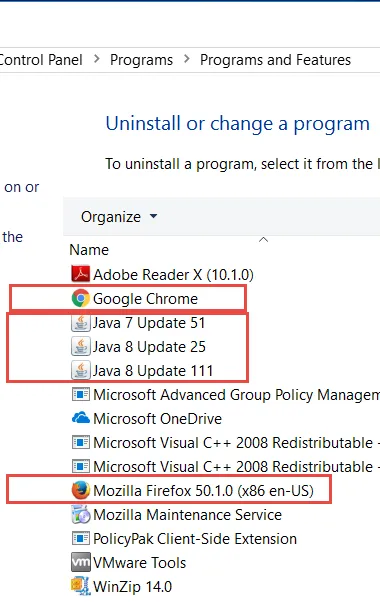 Control Panel > Programs > Programs and Features
Uninstall or change a program
To uninstall a program, select it from the l
on or
the
Organize
Name
Adobe Reader X (10.1.0)
Google Chrome
Java 7 Update 51
Java 8 Update 25
Java 8 Update 111
Microsoft Advanced Group Policy Managem
Microsoft OneDrive
Microsoft Visual C++ 2008 Redistributable -
Microsoft Visual C++ 2008 Redistributable -
Mozilla Firefox 50.1.0 (x86 en-US)
Mozilla Maintenance Service
PolicyPak Client-Side Extension
vm VMware Tools
WinZip 14.0